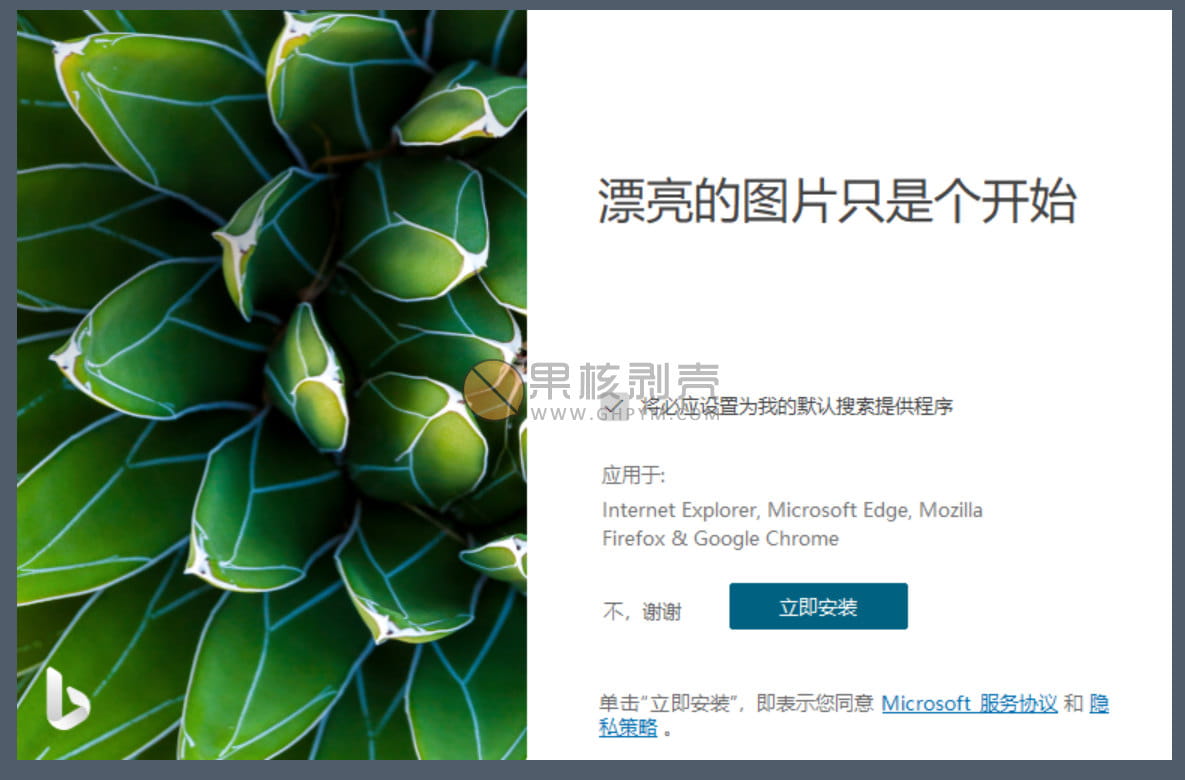 漂亮的图片只是个开始
果核剥壳
WWW.GHPYM.COM
将必应设置为我的默认搜索提供程序
应用于:
Internet Explorer, Microsoft Edge, Mozilla
Firefox & Google Chrome
不，谢谢
立即安装
单击“立即安装”，即表示您同意 Microsoft 服务协议 和 隐
私策略 。